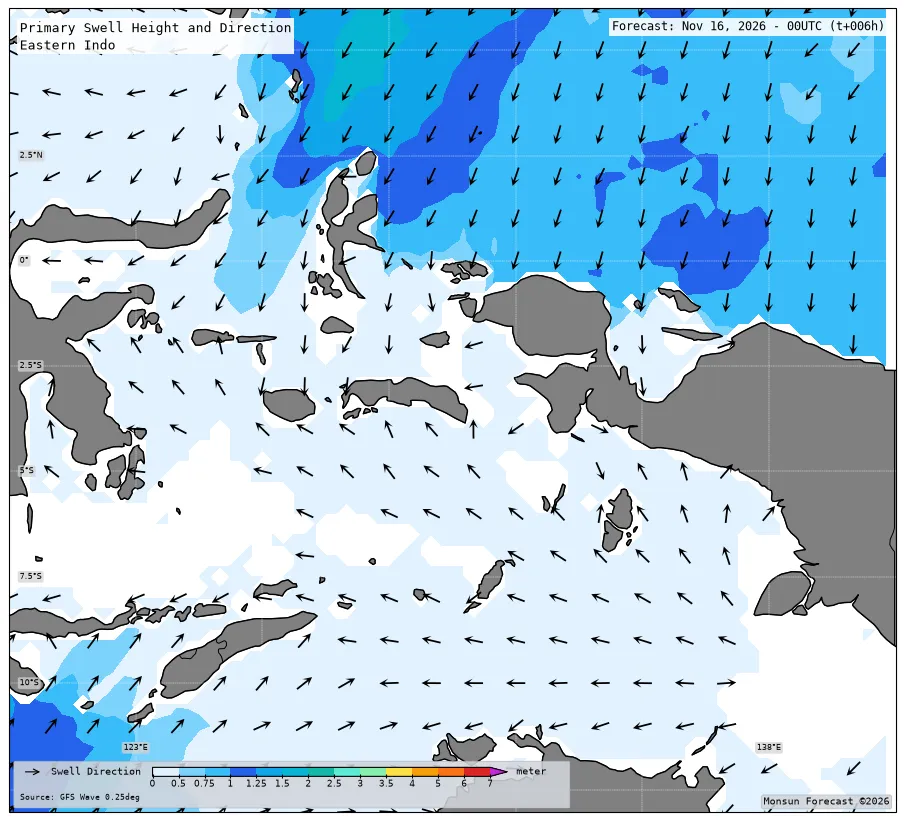 Primary Swell Height and Direction
Eastern Indo
Forecast: Nov 16, 2026 - 00UTC (t+006h)
2.5°N
0°
2.5°S
5°S
7.5°S
10°S
123°E
138°E
Swell Direction
0 0.5 0.75 1 1.25 1.5 2 2.5 3 3.5 4 5 6 7
meter
Source: GFS Wave 0.25deg
Monsun Forecast ©2026